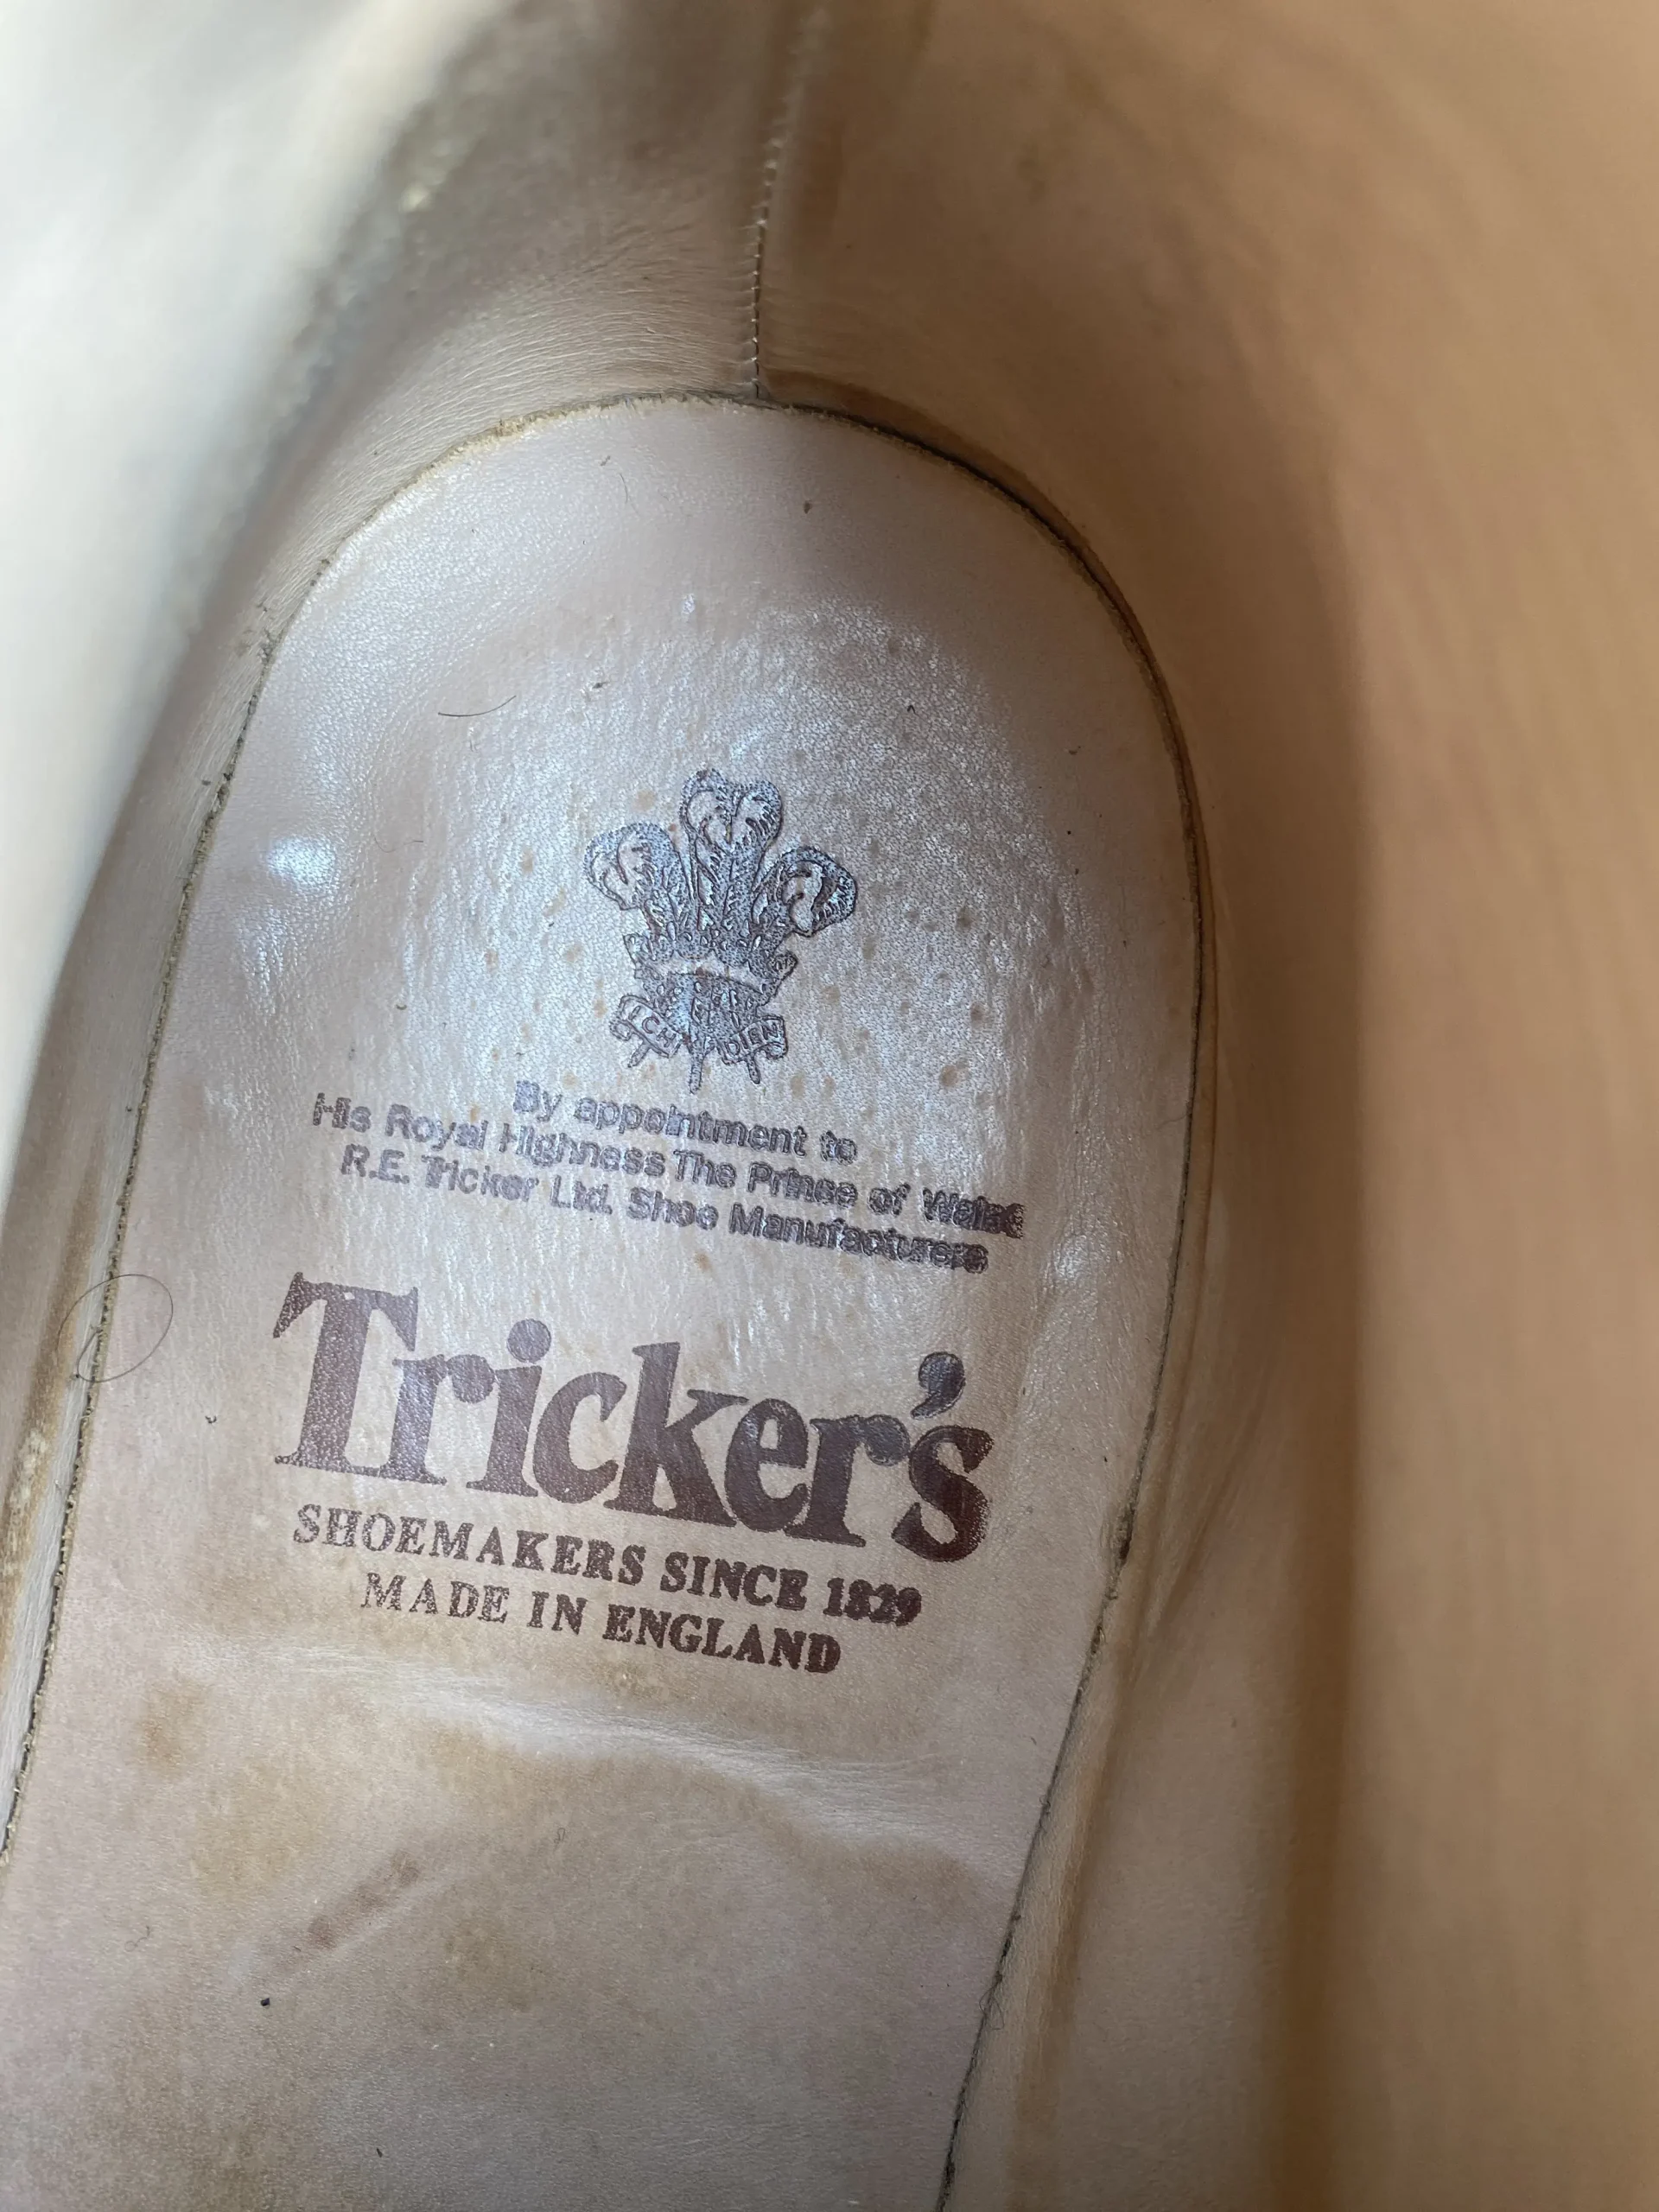 ICH DIEN
By appointment to
His Royal Highness The Prince of Wales
R.E. Tricker Ltd. Shoe Manufacturers
Tricker's
SHOEMAKERS SINCE 1829
MADE IN ENGLAND